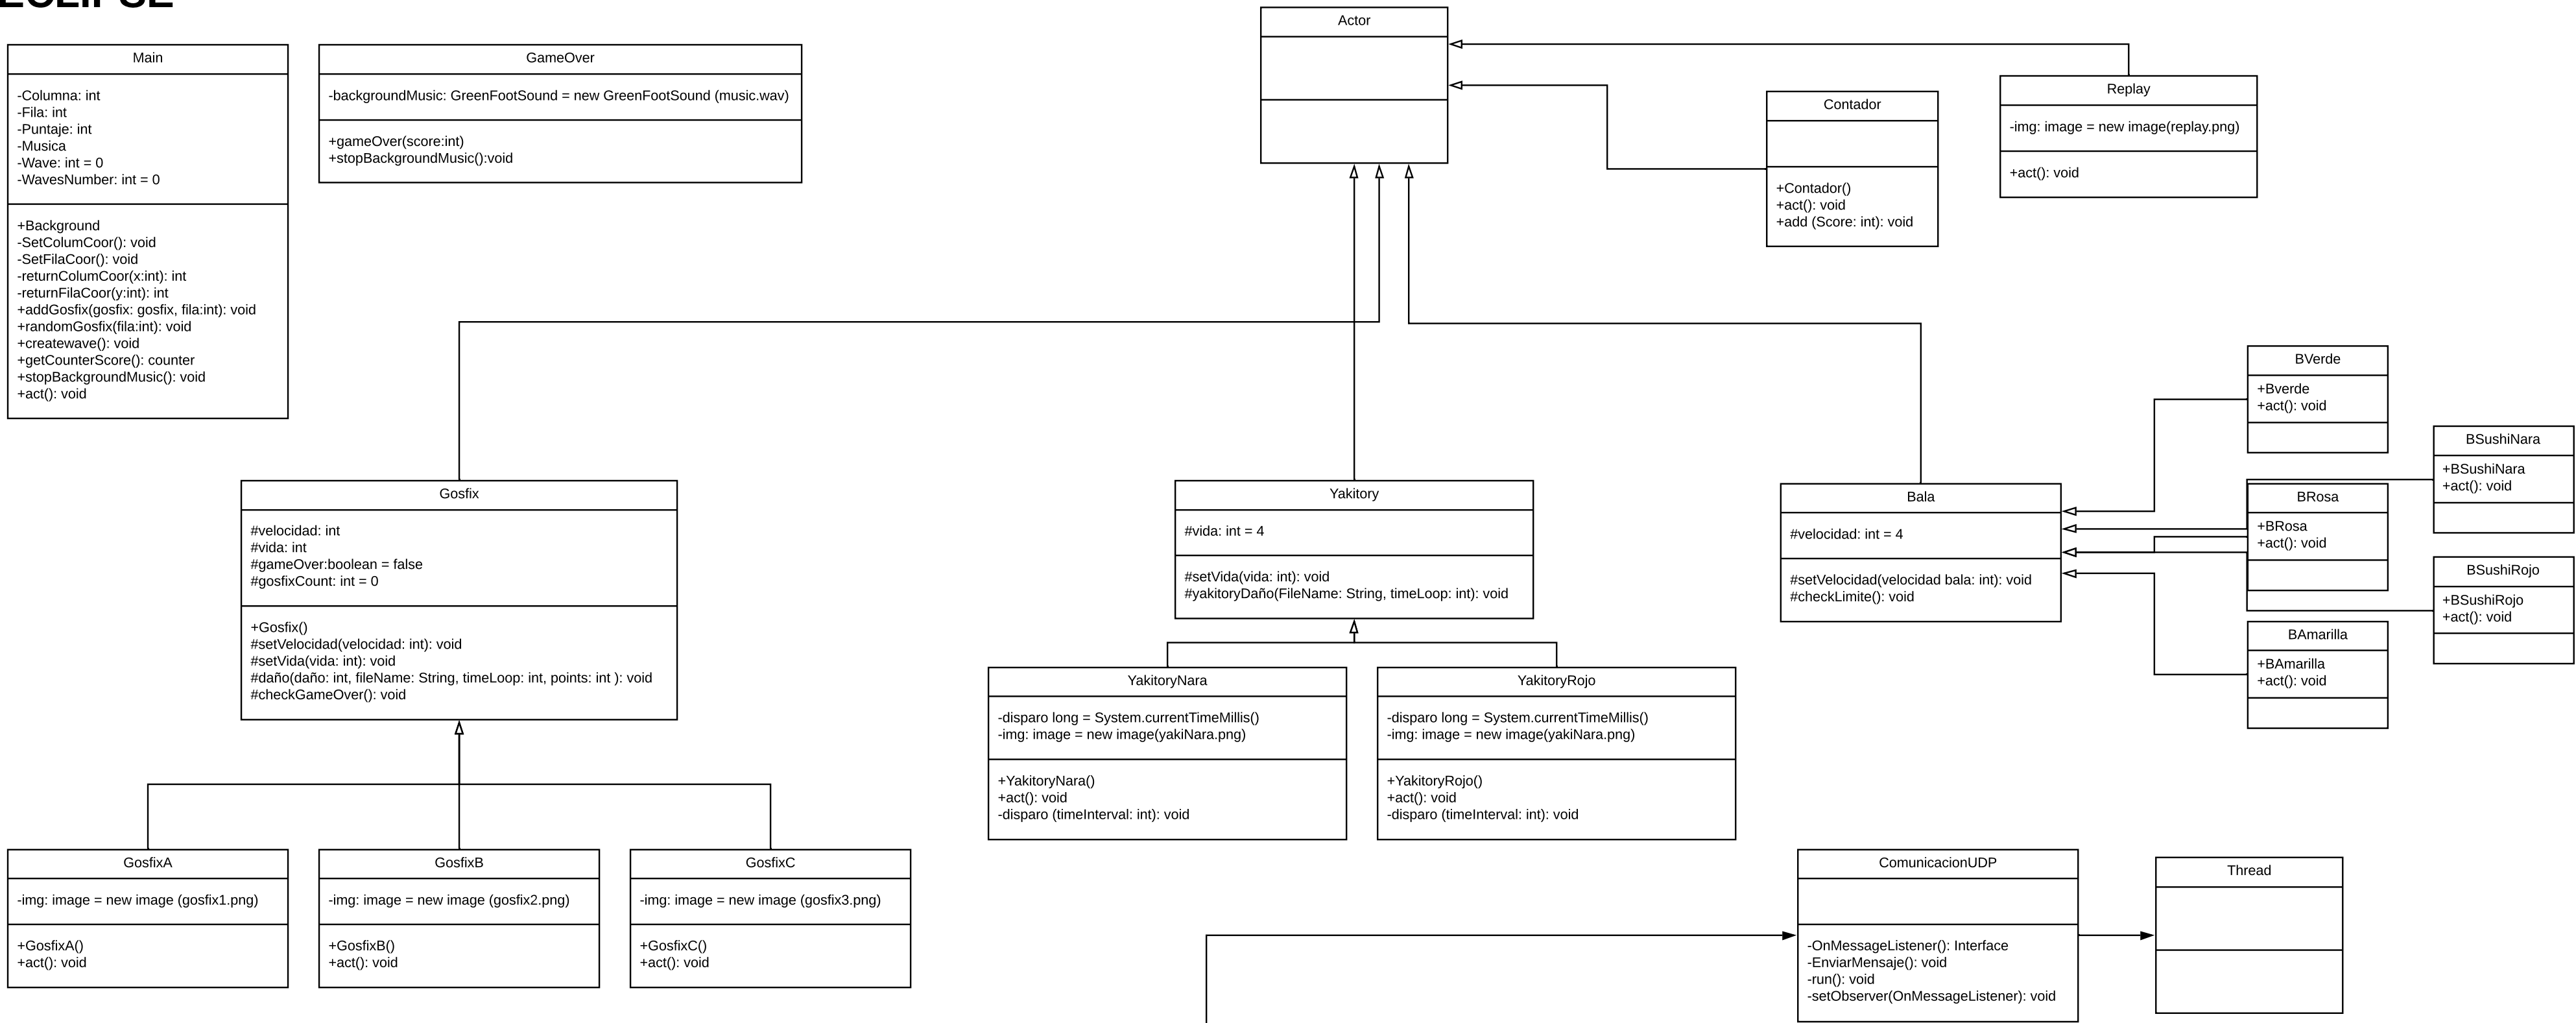 ECLIPSE
Main
-Columna: int
-Fila: int
-Puntaje: int
-Musica
-Wave: int = 0
-WavesNumber: int = 0
+Background
-SetColumCoor(): void
-SetFilaCoor(): void
-returnColumCoor(x:int): int
-returnFilaCoor(y:int): int
+addGosfix(gosfix: gosfix, fila:int): void
+randomGosfix(fila:int): void
+createwave(): void
+getCounterScore(): counter
+stopBackgroundMusic(): void
+act(): void
GameOver
-backgroundMusic: GreenFootSound = new GreenFootSound (music.wav)
+gameOver(score:int)
+stopBackgroundMusic():void
Actor
Contador
+Contador()
+act(): void
+add (Score: int): void
Replay
-img: image = new image(replay.png)
+act(): void
Gosfix
#velocidad: int
#vida: int
#gameOver:boolean = false
#gosfixCount: int = 0
+Gosfix()
#setVelocidad(velocidad: int): void
#setVida(vida: int): void
#daño(daño: int, fileName: String, timeLoop: int, points: int ): void
#checkGameOver(): void
Yakitory
#vida: int = 4
#setVida(vida: int): void
#yakitoryDaño(FileName: String, timeLoop: int): void
Bala
#velocidad: int = 4
#setVelocidad(velocidad bala: int): void
#checkLimite(): void
BVerde
+Bverde
+act(): void
BSushiNara
+BSushiNara
+act(): void
BRosa
+BRosa
+act(): void
BSushiRojo
+BSushiRojo
+act(): void
BAmarilla
+BAmarilla
+act(): void
YakitoryNara
-disparo long = System.currentTimeMillis()
-img: image = new image(yakiNara.png)
+YakitoryNara()
+act(): void
-disparo (timeInterval: int): void
YakitoryRojo
-disparo long = System.currentTimeMillis()
-img: image = new image(yakiNara.png)
+YakitoryRojo()
+act(): void
-disparo (timeInterval: int): void
GosfixA
-img: image = new image (gosfix1.png)
+GosfixA()
+act(): void
GosfixB
-img: image = new image (gosfix2.png)
+GosfixB()
+act(): void
GosfixC
-img: image = new image (gosfix3.png)
+GosfixC()
+act(): void
ComunicacionUDP
-OnMessageListener(): Interface
-EnviarMensaje(): void
-run(): void
-setObserver(OnMessageListener): void
Thread